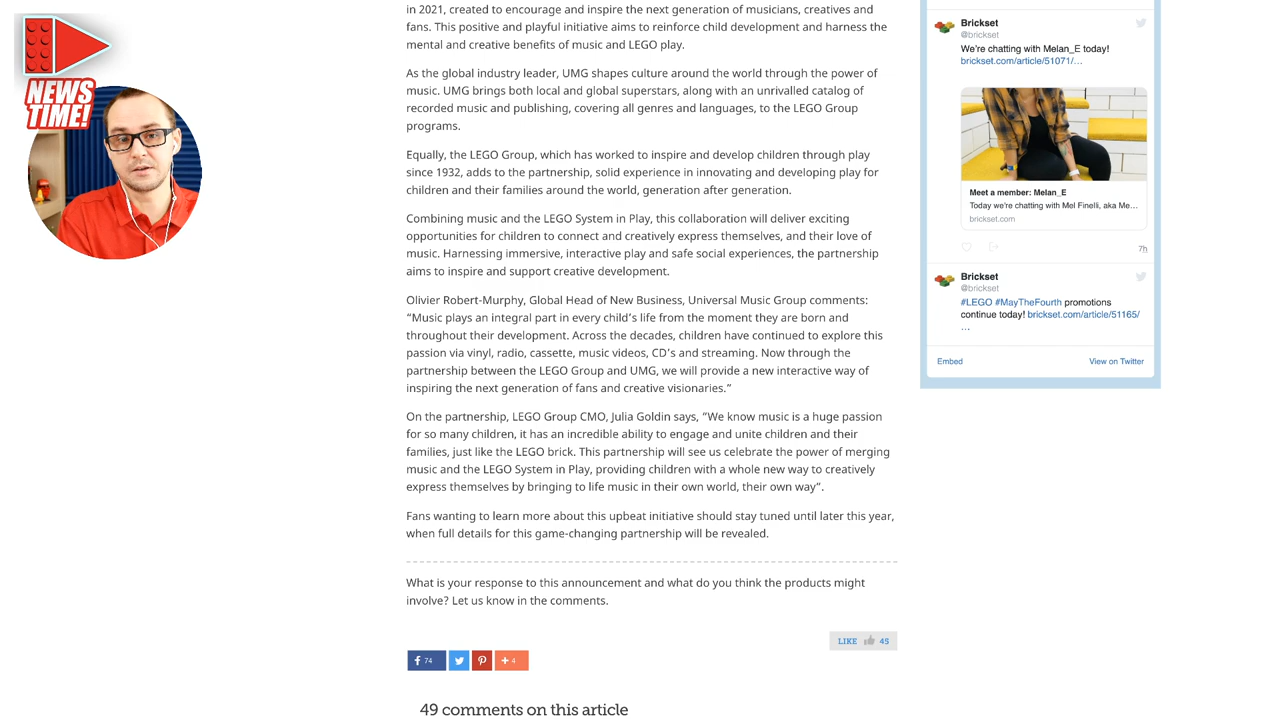 NEWS
TIME!
in 2021, created to encourage and inspire the next generation of musicians, creatives and
fans. This positive and playful initiative aims to reinforce child development and harness the
mental and creative benefits of music and LEGO play.
As the global industry leader, UMG shapes culture around the world through the power of
music. UMG brings both local and global superstars, along with an unrivalled catalog of
recorded music and publishing, covering all genres and languages, to the LEGO Group
programs.
Equally, the LEGO Group, which has worked to inspire and develop children through play
since 1932, adds to the partnership, solid experience in innovating and developing play for
children and their families around the world, generation after generation.
Combining music and the LEGO System in Play, this collaboration will deliver exciting
opportunities for children to connect and creatively express themselves, and their love of
music. Harnessing immersive, interactive play and safe social experiences, the partnership
aims to inspire and support creative development.
Olivier Robert-Murphy, Global Head of New Business, Universal Music Group comments:
“Music plays an integral part in every child’s life from the moment they are born and
throughout their development. Across the decades, children have continued to explore this
passion via vinyl, radio, cassette, music videos, CD’s and streaming. Now through the
partnership between the LEGO Group and UMG, we will provide a new interactive way of
inspiring the next generation of fans and creative visionaries.”
On the partnership, LEGO Group CMO, Julia Goldin says, “We know music is a huge passion
for so many children, it has an incredible ability to engage and unite children and their
families, just like the LEGO brick. This partnership will see us celebrate the power of merging
music and the LEGO System in Play, providing children with a whole new way to creatively
express themselves by bringing to life music in their own world, their own way”.
Fans wanting to learn more about this upbeat initiative should stay tuned until later this year,
when full details for this game-changing partnership will be revealed.
What is your response to this announcement and what do you think the products might
involve? Let us know in the comments.
LIKE 45
74
+ 4
49 comments on this article
Brickset
@brickset
We're chatting with Melan_E today!
brickset.com/article/51071/…
Meet a member: Melan_E
Today we're chatting with Mel Finelli, aka Me…
brickset.com
7h
Brickset
@brickset
#LEGO #MayTheFourth promotions
continue today! brickset.com/article/51165/
…
Embed
View on Twitter